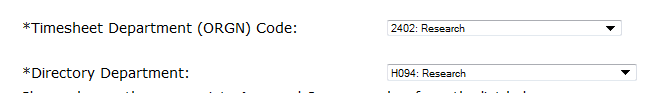 *Timesheet Department (ORGN) Code: 2402: Research
*Directory Department: H094: Research